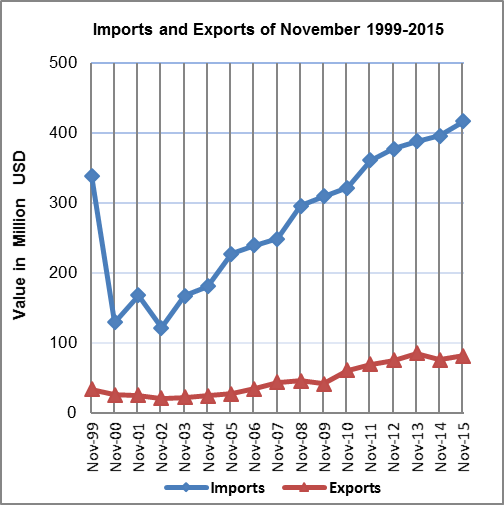 Imports and Exports of November 1999-2015
Value in Million USD
500
400
300
200
100
0
Nov-99
Nov-00
Nov-01
Nov-02
Nov-03
Nov-04
Nov-05
Nov-06
Nov-07
Nov-08
Nov-09
Nov-10
Nov-11
Nov-12
Nov-13
Nov-14
Nov-15
Imports Exports